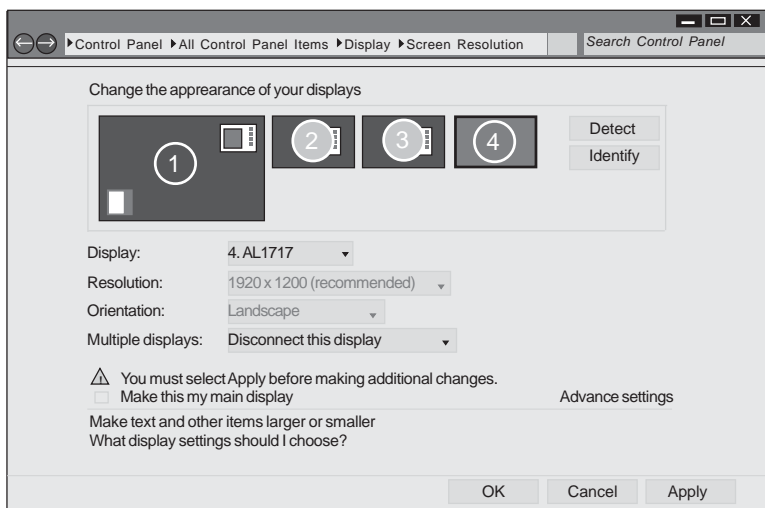 Control Panel All Control Panel Items Display Screen Resolution
Search Control Panel
Change the apprearance of your displays
1
2
3
4
Detect
Identify
Display: 4. AL1717
Resolution: 1920 x 1200 (recommended)
Orientation: Landscape
Multiple displays: Disconnect this display
You must select Apply before making additional changes.
Make this my main display
Advance settings
Make text and other items larger or smaller
What display settings should I choose?
OK Cancel Apply